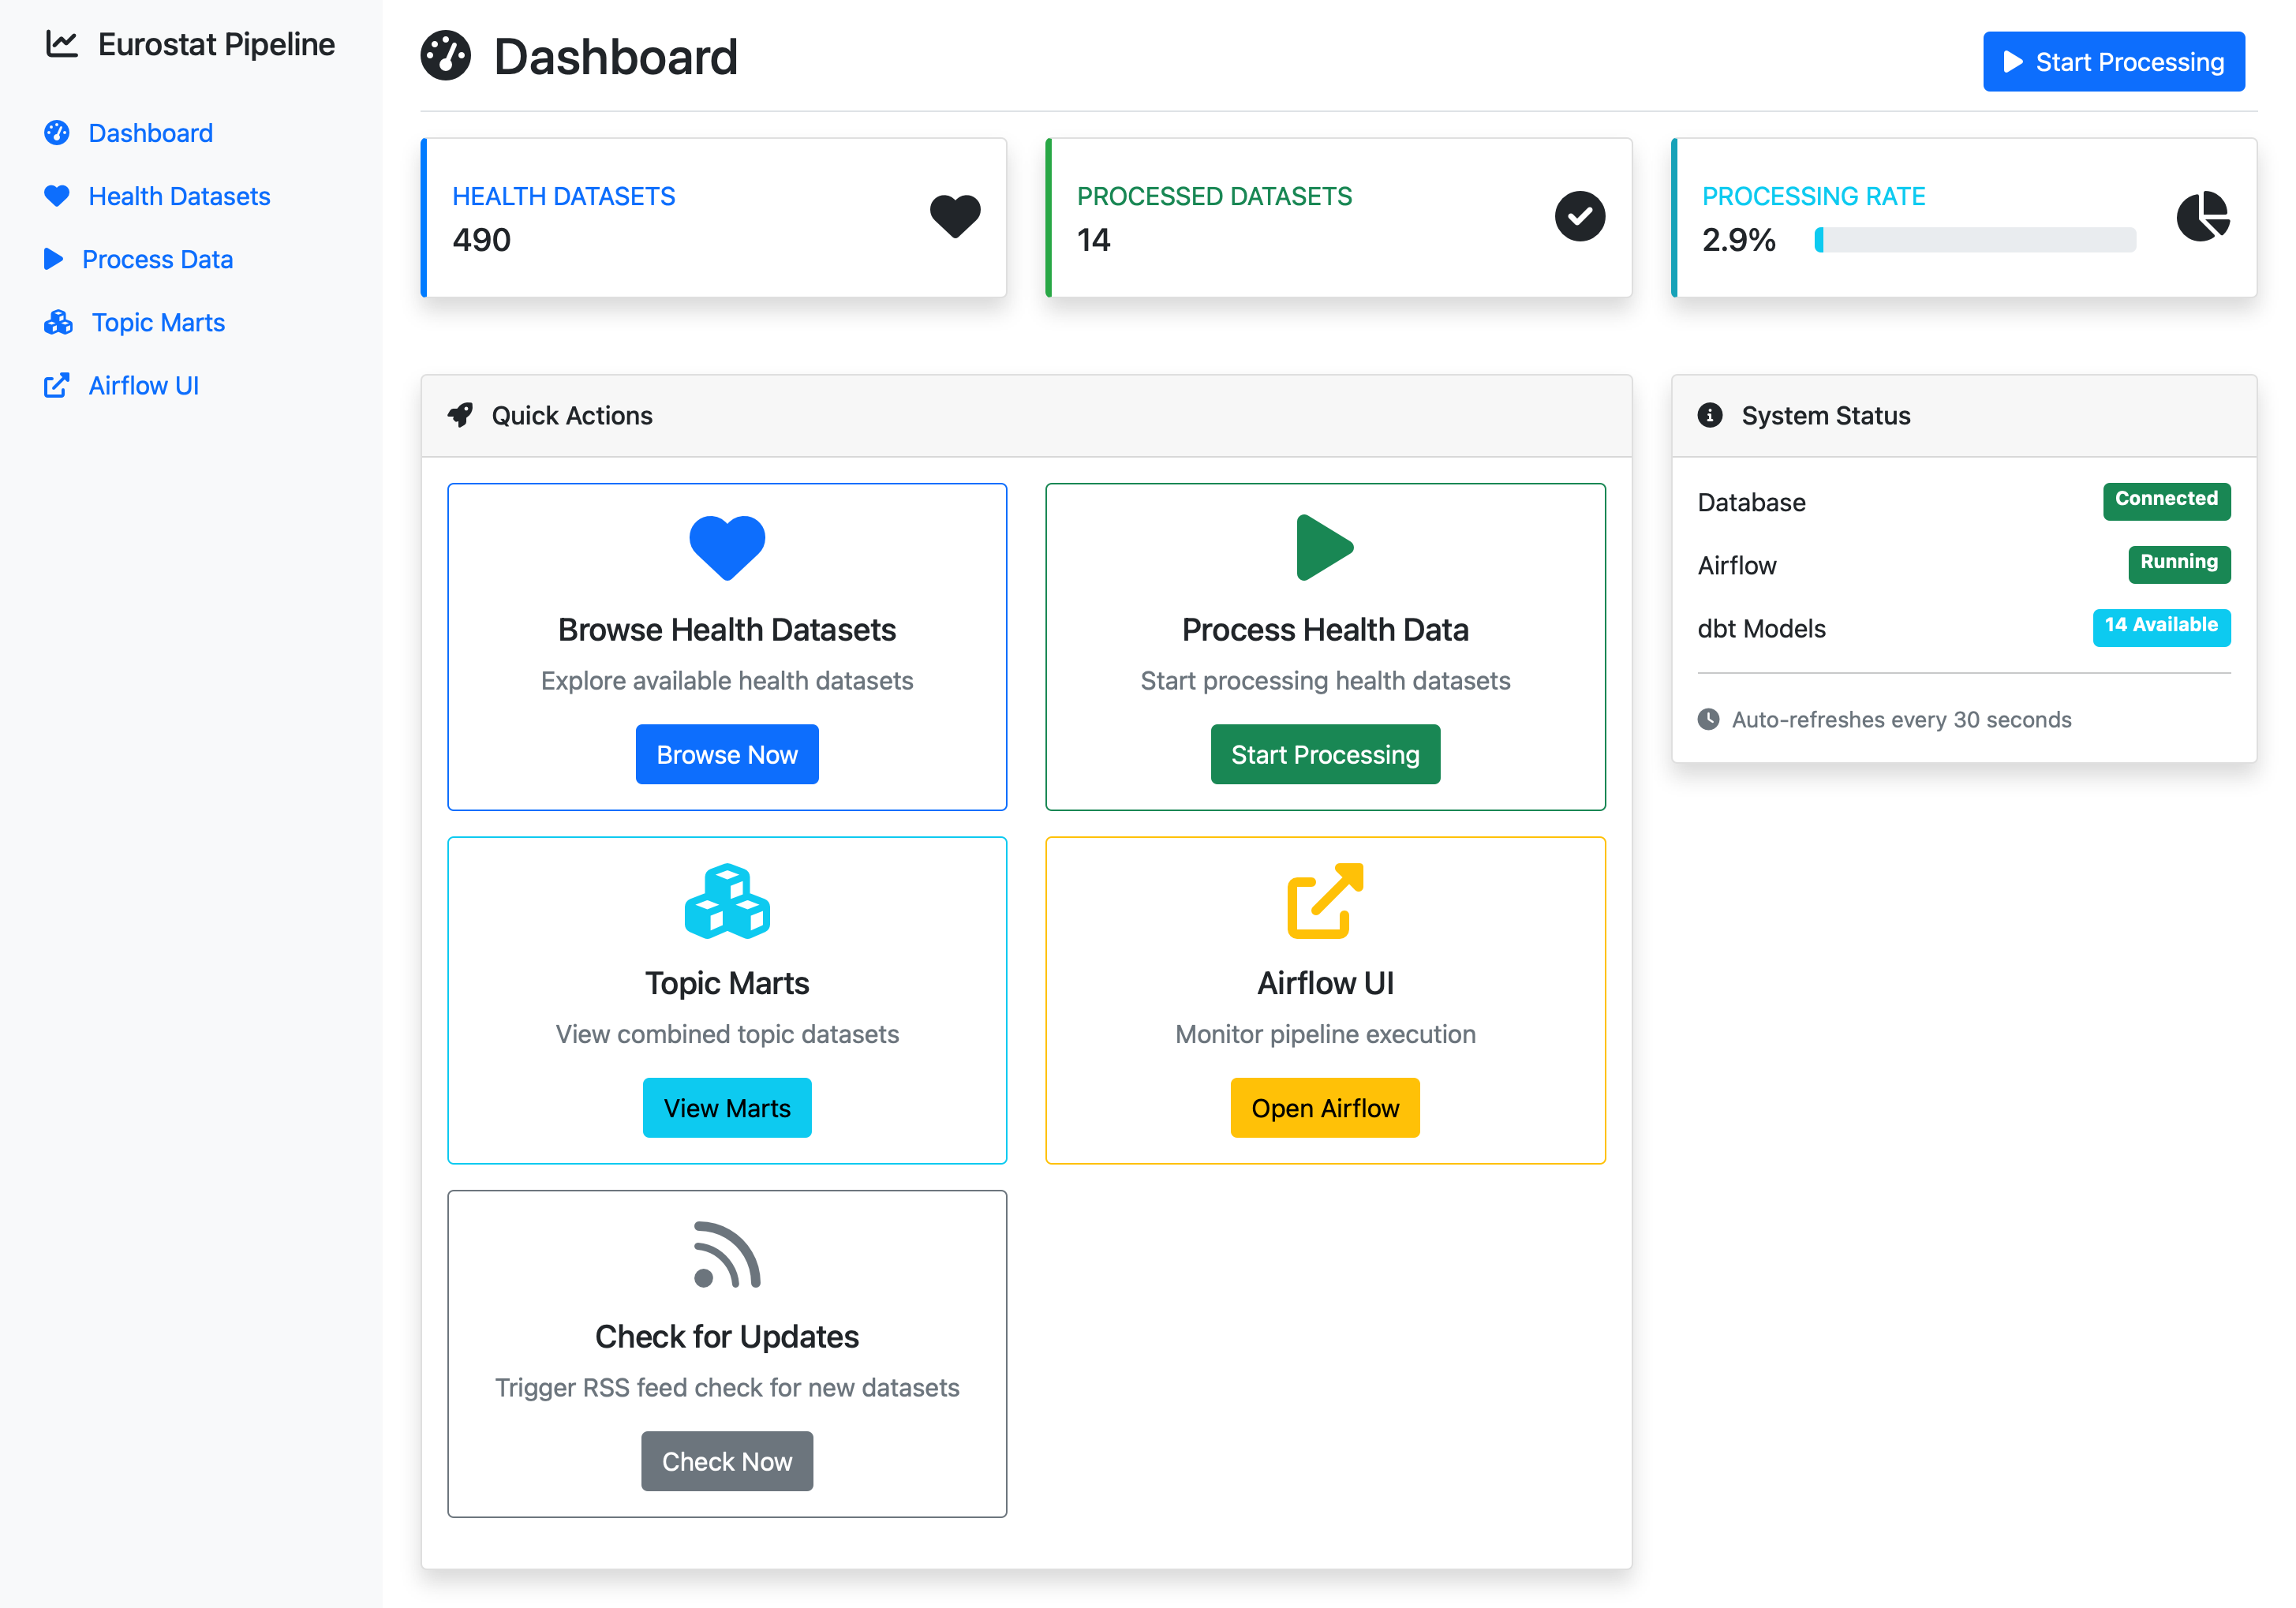 Eurostat Pipeline
Dashboard
Health Datasets
Process Data
Topic Marts
Airflow UI
Dashboard
Start Processing
HEALTH DATASETS
490
PROCESSED DATASETS
14
PROCESSING RATE
2.9%
Quick Actions
Browse Health Datasets
Explore available health datasets
Browse Now
Process Health Data
Start processing health datasets
Start Processing
Topic Marts
View combined topic datasets
View Marts
Airflow UI
Monitor pipeline execution
Open Airflow
Check for Updates
Trigger RSS feed check for new datasets
Check Now
System Status
Database Connected
Airflow Running
dbt Models 14 Available
Auto-refreshes every 30 seconds